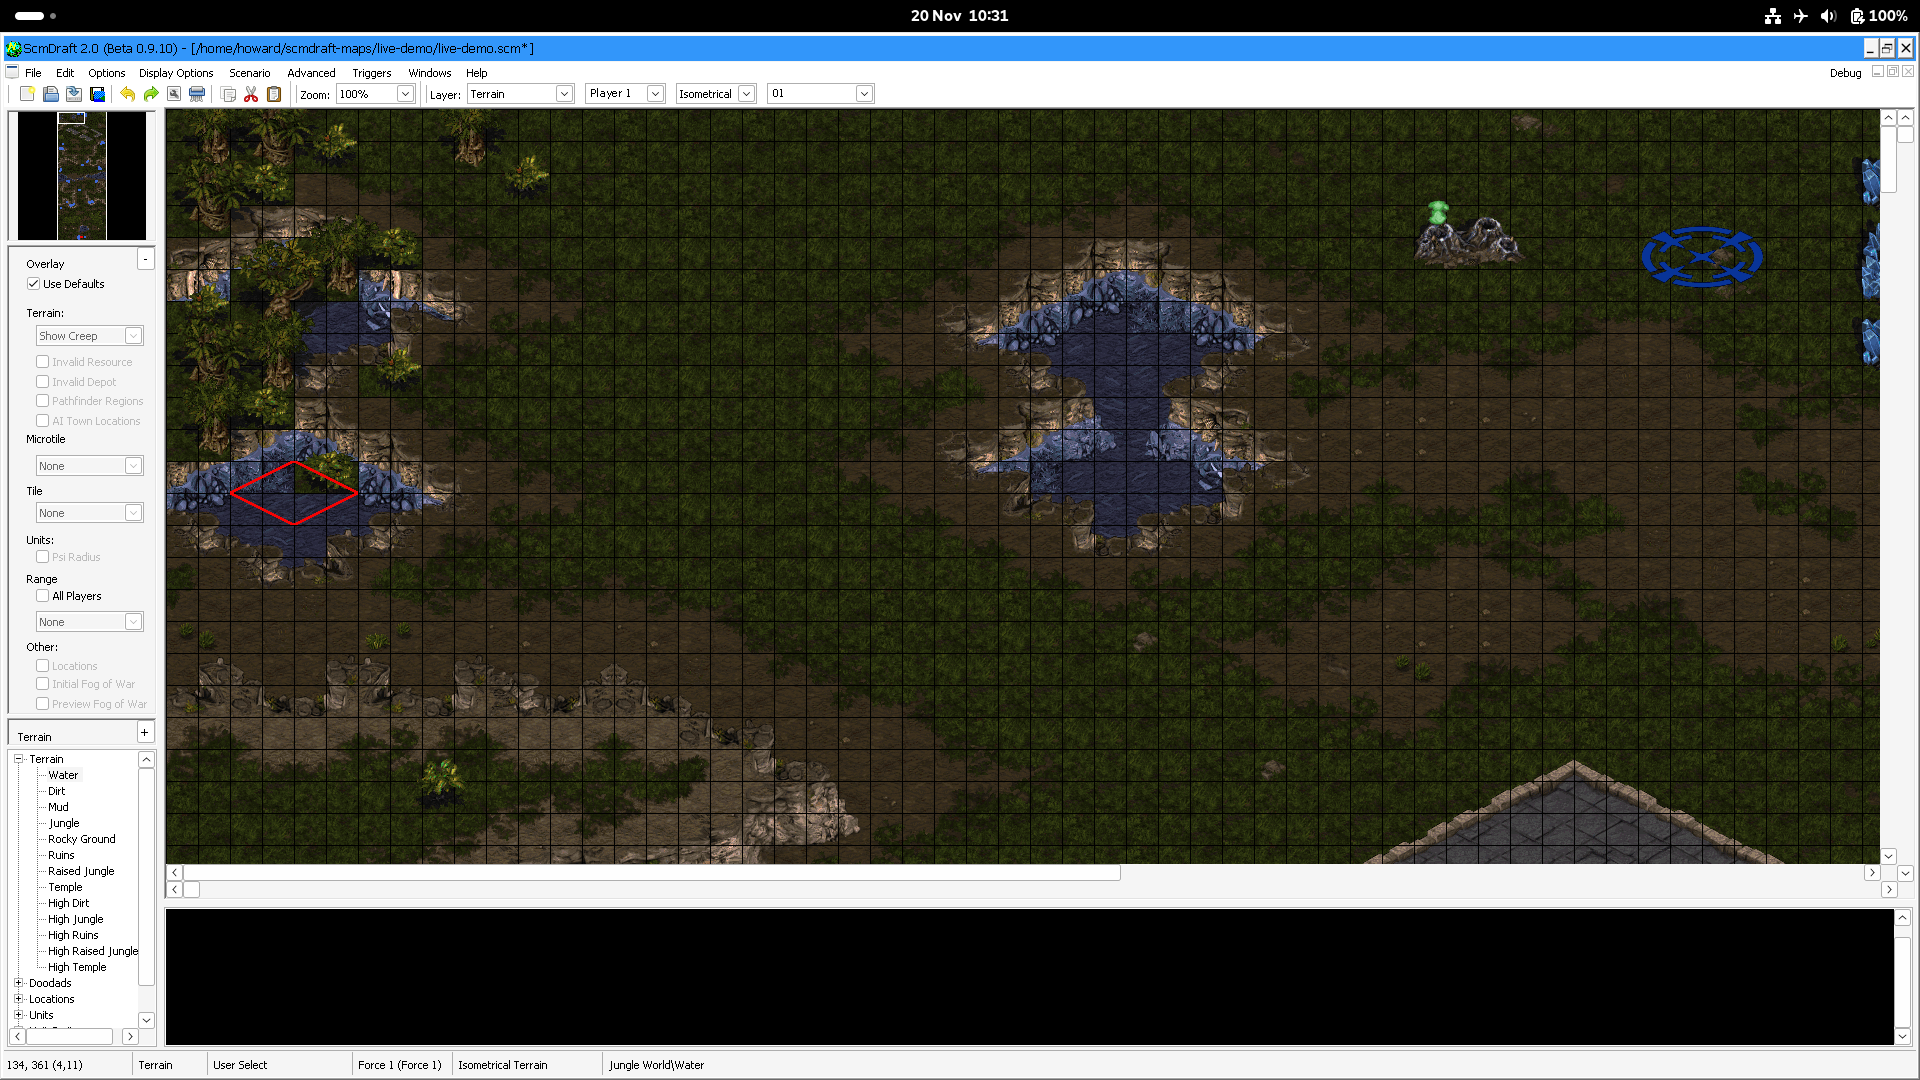 20 Nov 10:31
100%
ScmDraft 2.0 (Beta 0.9.10) - [/home/howard/scmdraft-maps/live-demo/live-demo.scm*]
File Edit Options Display Options Scenario Advanced Triggers Windows Help Debug
Zoom: 100% Layer: Terrain Player 1 Isometrical 01
Overlay -
Use Defaults
Terrain:
Show Creep
Invalid Resource
Invalid Depot
Pathfinder Regions
AI Town Locations
Microtile
None
Tile
None
Units:
Psi Radius
Range
All Players
None
Other:
Locations
Initial Fog of War
Preview Fog of War
Terrain +
Terrain
Water
Dirt
Mud
Jungle
Rocky Ground
Ruins
Raised Jungle
Temple
High Dirt
High Jungle
High Ruins
High Raised Jungle
High Temple
Doodads
Locations
Units
134, 361 (4,11) Terrain User Select Force 1 (Force 1) Isometrical Terrain Jungle World\Water